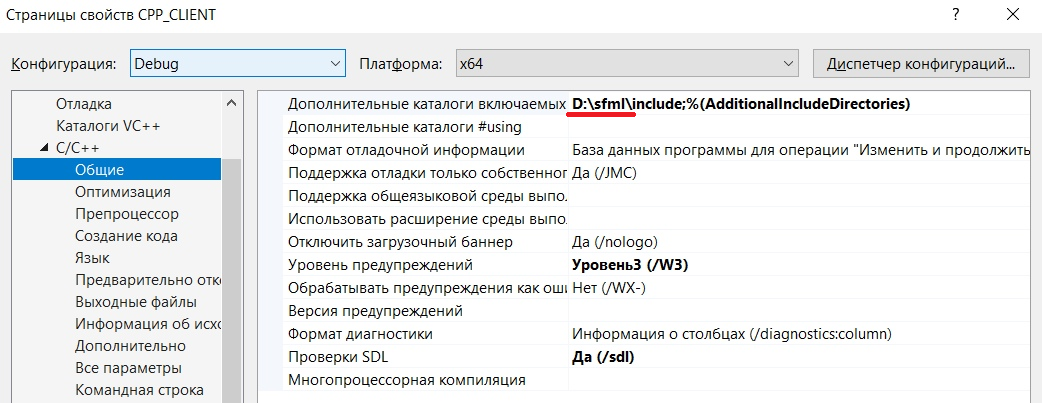 Страницы свойств CPP_CLIENT ?
Конфигурация: Debug Платформа: x64 Диспетчер конфигураций...
Отладка
Каталоги VC++
C/C++
Общие
Оптимизация
Препроцессор
Создание кода
Язык
Предварительно отко
Выходные файлы
Информация об исхо
Дополнительно
Все параметры
Командная строка
Дополнительные каталоги включаемых D:\sfml\include;%(AdditionalIncludeDirectories)
Дополнительные каталоги #using
Формат отладочной информации База данных программы для операции "Изменить и продолжить
Поддержка отладки только собственног Да (/JMC)
Поддержка общеязыковой среды выпол
Использовать расширение среды выпол
Отключить загрузочный баннер Да (/nologo)
Уровень предупреждений Уровень3 (/W3)
Обрабатывать предупреждения как оши Нет (/WX-)
Версия предупреждений
Формат диагностики Информация о столбцах (/diagnostics:column)
Проверки SDL Да (/sdl)
Многопроцессорная компиляция